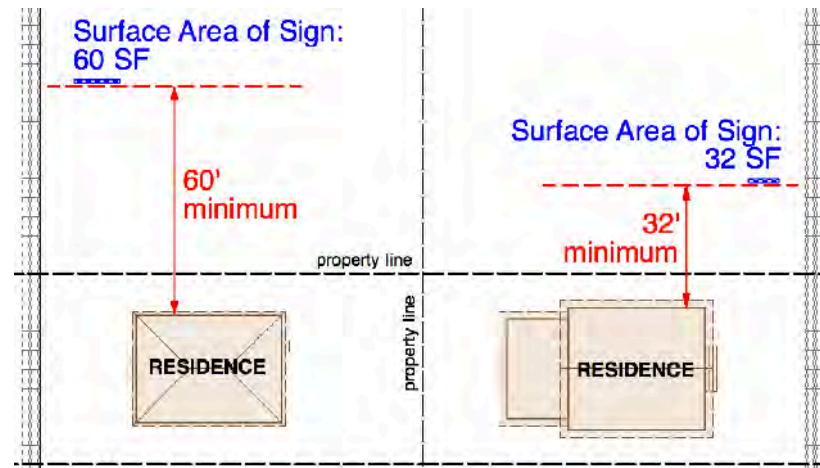 Surface Area of Sign:
60 SF
Surface Area of Sign:
32 SF
60'
minimum
32'
minimum
property line
property line
RESIDENCE
RESIDENCE